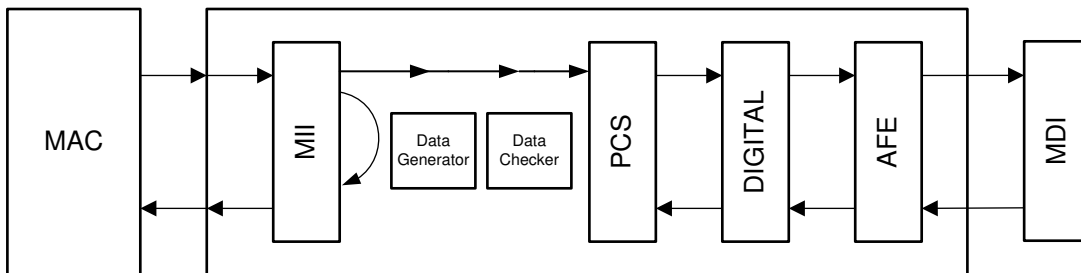 MAC
MII
Data
Generator
Data
Checker
PCS
DIGITAL
AFE
MDI